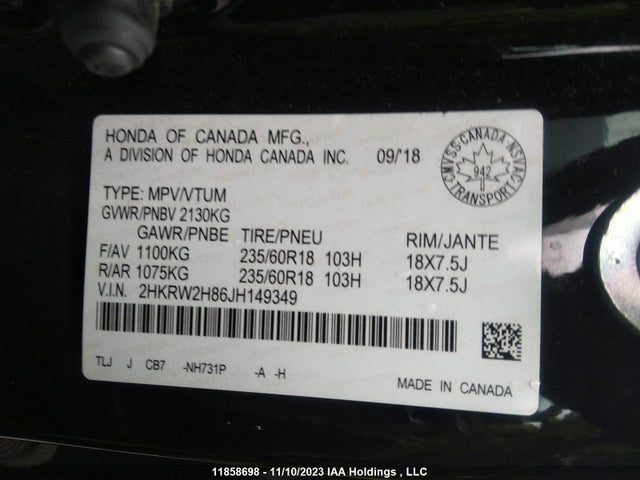 HONDA OF CANADA MFG.,
A DIVISION OF HONDA CANADA INC. 09/'18
CMVSS·CANADA·NSVAC
942
TRANSPORT
TYPE: MPV/VTUM
GVWR/PNBV 2130KG
GAWR/PNBE TIRE/PNEU RIM/JANTE
F/AV 1100KG 235/60R18 103H 18X7.5J
R/AR 1075KG 235/60R18 103H 18X7.5J
V.I.N. 2HKRW2H86JH149349
TLJ J CB7 -NH731P -A -H
MADE IN CANADA
11858698 - 11/10/2023 IAA Holdings , LLC